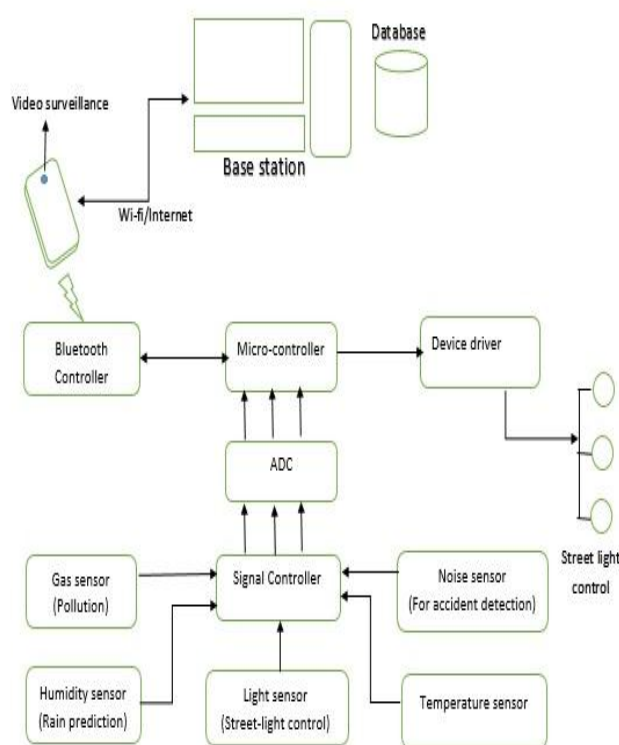 Database
Video surveillance
Base station
Wi-fi/Internet
Bluetooth
Controller
Micro-controller
Device driver
ADC
Street light
control
Gas sensor
(Pollution)
Signal Controller
Noise sensor
(For accident detection)
Humidity sensor
(Rain prediction)
Light sensor
(Street-light control)
Temperature sensor